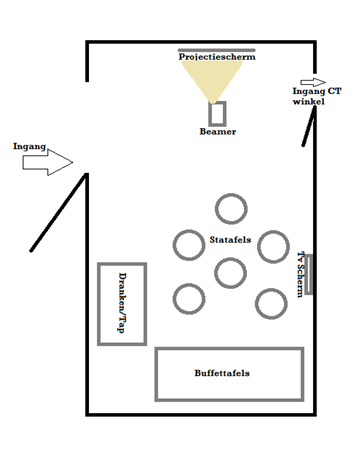 Projectiescherm
Ingang CT
winkel
Beamer
Ingang
Statafels
Tv Scherm
Dranken/Tap
Buffettafels